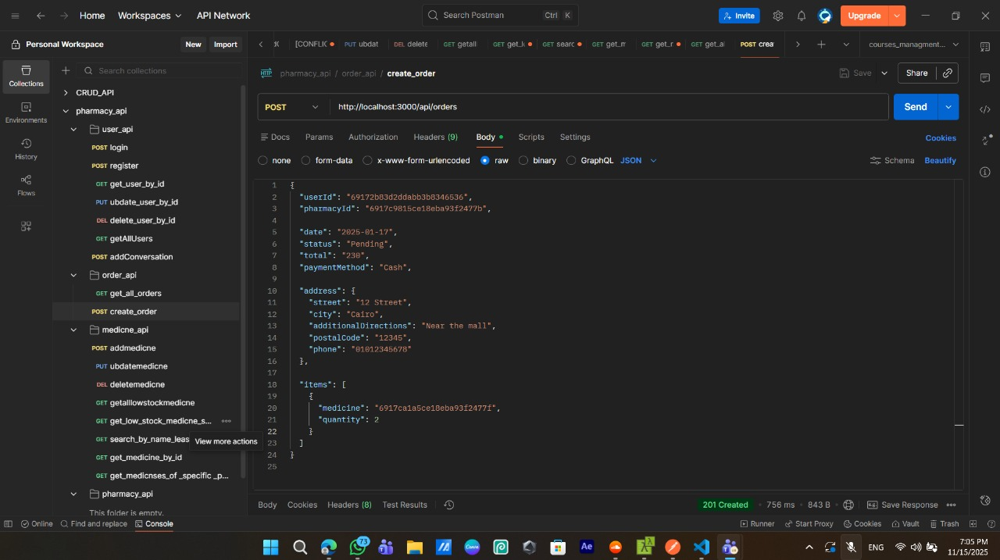 Home
Workspaces
API Network
Search Postman
Ctrl
K
Invite
Upgrade
Personal Workspace
New
Import
[CONFLIC
PUT ubdat
DEL delete
GET getall
GET get_l
GET searc
GET get_m
GET get_r
GET get_a
POST crea
courses_managment...
Collections
Environments
History
Flows
Search collections
CRUD_API
pharmacy_api
user_api
POST login
POST register
GET get_user_by_id
PUT ubdate_user_by_id
DEL delete_user_by_id
GET getAllUsers
POST addConversation
order_api
GET get_all_orders
POST create_order
medicne_api
POST addmedicne
PUT ubdatemedicne
DEL deletemedicne
GET getalllowstockmedicne
GET get_low_stock_medicne_s...
GET search_by_name_leas
View more actions
GET get_medicine_by_id
GET get_medicnses_of _specific _p...
pharmacy_api
This folder is empty.
HTTP
pharmacy_api / order_api / create_order
Save
Share
POST
http://localhost:3000/api/orders
Send
Docs
Params
Authorization
Headers (9)
Body
Scripts
Settings
Cookies
none
form-data
x-www-form-urlencoded
raw
binary
GraphQL
JSON
Schema
Beautify
1 {
2 "userId": "69172b83d2ddabb3b8346536",
3 "pharmacyId": "6917c9815ce18eba93f2477b",
4
5 "date": "2025-01-17",
6 "status": "Pending",
7 "total": "230",
8 "paymentMethod": "Cash",
9
10 "address": {
11 "street": "12 Street",
12 "city": "Cairo",
13 "additionalDirections": "Near the mall",
14 "postalCode": "12345",
15 "phone": "01012345678"
16 },
17
18 "items": [
19 {
20 "medicine": "6917ca1a5ce18eba93f2477f",
21 "quantity": 2
22 }
23 ]
24 }
25
Body
Cookies
Headers (8)
Test Results
201 Created
756 ms
843 B
Save Response
Online
Find and replace
Console
Runner
Start Proxy
Cookies
Vault
Trash
73
Canva
Ae
ENG
7:05 PM
11/15/2025